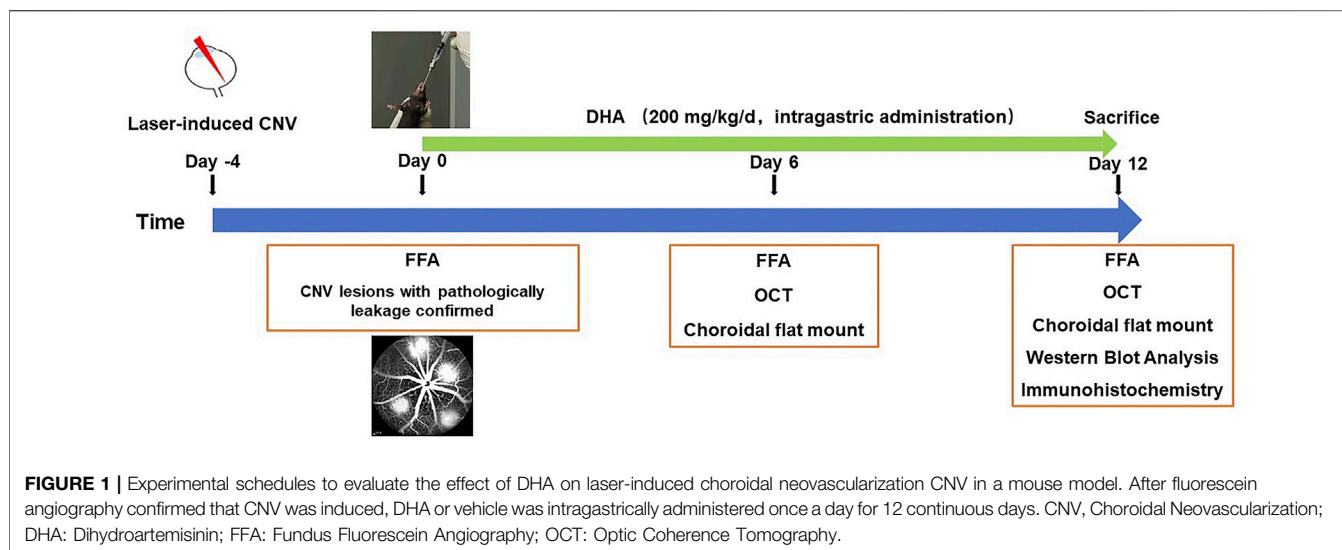 Laser-induced CNV
DHA （200 mg/kg/d, intragastric administration）
Sacrifice
Day -4
Day 0
Day 6
Day 12
Time
FFA
CNV lesions with pathologically
leakage confirmed
FFA
OCT
Choroidal flat mount
FFA
OCT
Choroidal flat mount
Western Blot Analysis
Immunohistochemistry
FIGURE 1 | Experimental schedules to evaluate the effect of DHA on laser-induced choroidal neovascularization CNV in a mouse model. After fluorescein
angiography confirmed that CNV was induced, DHA or vehicle was intragastrically administered once a day for 12 continuous days. CNV, Choroidal Neovascularization;
DHA: Dihydroartemisinin; FFA: Fundus Fluorescein Angiography; OCT: Optic Coherence Tomography.